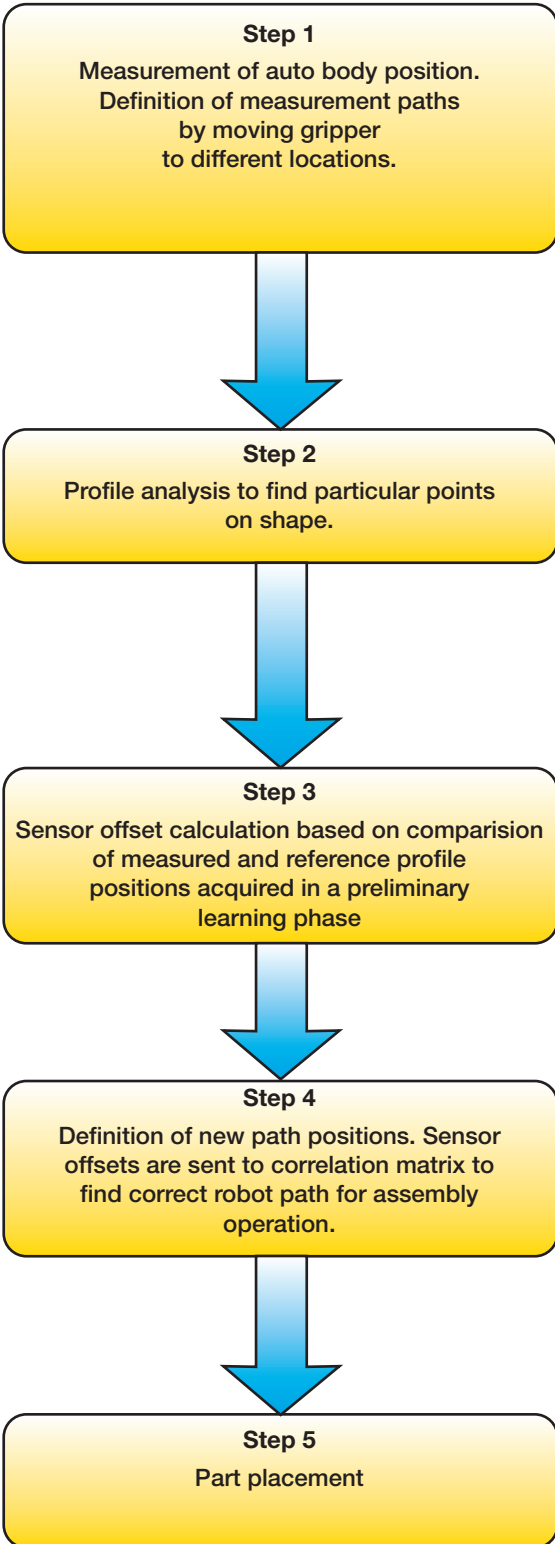 Step 1
Measurement of auto body position.
Definition of measurement paths
by moving gripper
to different locations.
Step 2
Profile analysis to find particular points
on shape.
Step 3
Sensor offset calculation based on comparision
of measured and reference profile
positions acquired in a preliminary
learning phase
Step 4
Definition of new path positions. Sensor
offsets are sent to correlation matrix to
find correct robot path for assembly
operation.
Step 5
Part placement